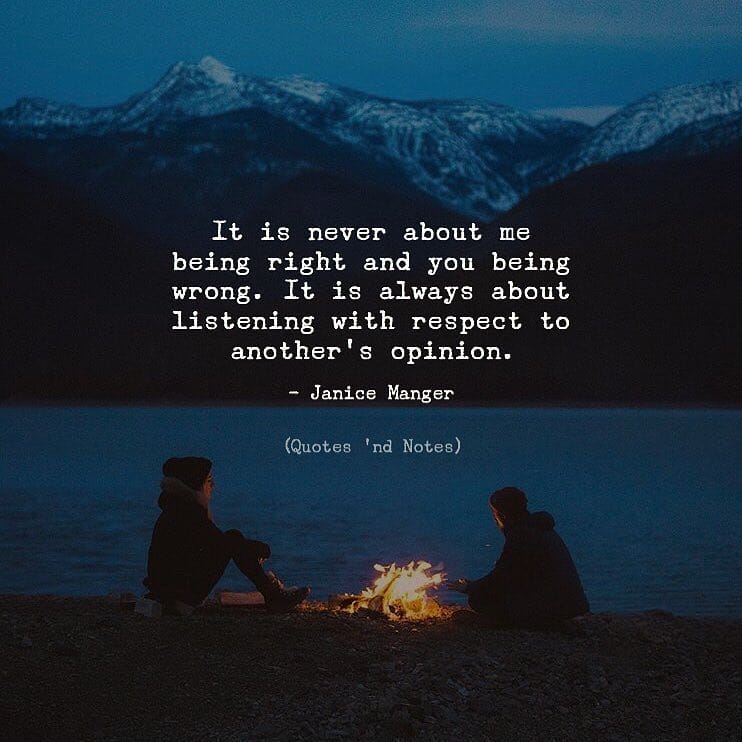 It is never about me
being right and you being
wrong. It is always about
listening with respect to
another's opinion.
- Janice Manger
(Quotes 'nd Notes)